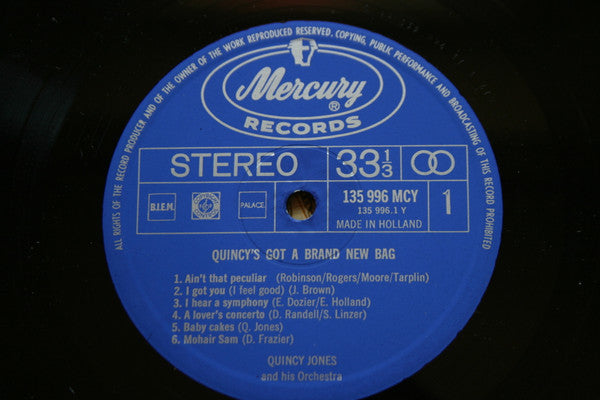 ALL RIGHTS OF THE RECORD PRODUCER AND OF THE OWNER OF THE WORK REPRODUCED RESERVED. COPYING, PUBLIC PERFORMANCE AND BROADCASTING OF THIS RECORD PROHIBITED
Mercury ®
RECORDS
STEREO 33 1/3
B.I.E.M. PALACE 135 996 MCY 1
135 996.1 Y
MADE IN HOLLAND
QUINCY'S GOT A BRAND NEW BAG
1. Ain't that peculiar (Robinson/Rogers/Moore/Tarplin)
2. I got you (I feel good) (J. Brown)
3. I hear a symphony (E. Dozier/E. Holland)
4. A lover's concerto (D. Randell/S. Linzer)
5. Baby cakes (Q. Jones)
6. Mohair Sam (D. Frazier)
QUINCY JONES
and his Orchestra